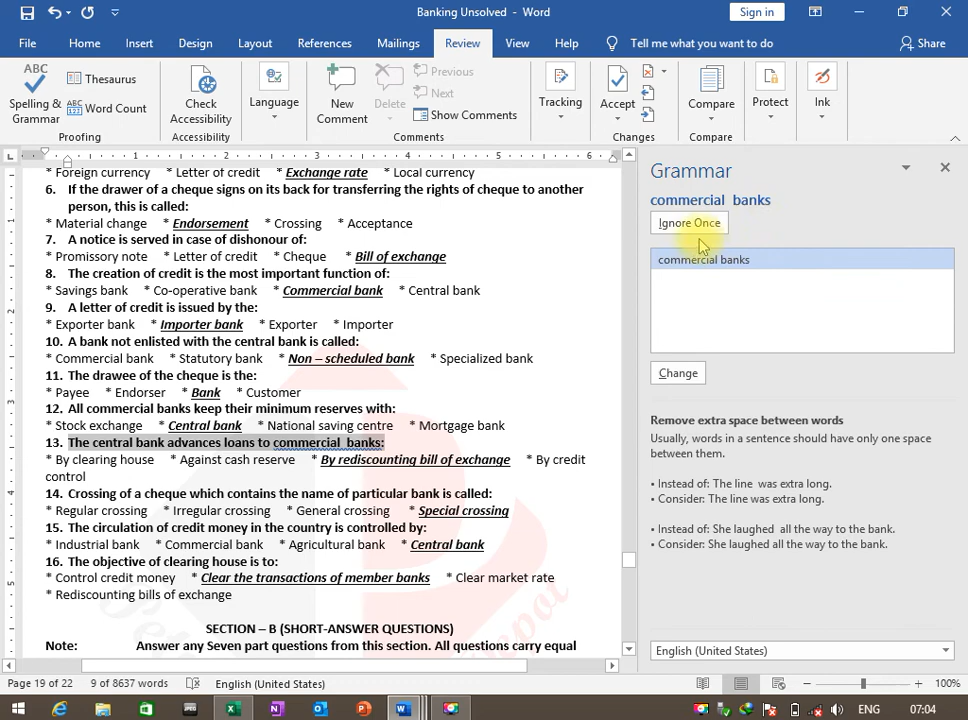 Banking Unsolved - Word
Sign in
File Home Insert Design Layout References Mailings Review View Help Tell me what you want to do Share
ABC
Spelling & Grammar
Thesaurus
ABC 123 Word Count
Proofing
Check Accessibility
Accessibility
Language
New Comment
Delete
Previous
Next
Show Comments
Comments
Tracking
Accept
Changes
Compare
Compare
Protect
Ink
* Foreign currency * Letter of credit * Exchange rate * Local currency
6. If the drawer of a cheque signs on its back for transferring the rights of cheque to another
person, this is called:
* Material change * Endorsement * Crossing * Acceptance
7. A notice is served in case of dishonour of:
* Promissory note * Letter of credit * Cheque * Bill of exchange
8. The creation of credit is the most important function of:
* Savings bank * Co-operative bank * Commercial bank * Central bank
9. A letter of credit is issued by the:
* Exporter bank * Importer bank * Exporter * Importer
10. A bank not enlisted with the central bank is called:
* Commercial bank * Statutory bank * Non – scheduled bank * Specialized bank
11. The drawee of the cheque is the:
* Payee * Endorser * Bank * Customer
12. All commercial banks keep their minimum reserves with:
* Stock exchange * Central bank * National saving centre * Mortgage bank
13. The central bank advances loans to commercial  banks:
* By clearing house * Against cash reserve * By rediscounting bill of exchange * By credit
control
14. Crossing of a cheque which contains the name of particular bank is called:
* Regular crossing * Irregular crossing * General crossing * Special crossing
15. The circulation of credit money in the country is controlled by:
* Industrial bank * Commercial bank * Agricultural bank * Central bank
16. The objective of clearing house is to:
* Control credit money * Clear the transactions of member banks * Clear market rate
* Rediscounting bills of exchange
SECTION – B (SHORT-ANSWER QUESTIONS)
Note: Answer any Seven part questions from this section. All questions carry equal
Grammar
commercial  banks
Ignore Once
commercial banks
Change
Remove extra space between words
Usually, words in a sentence should have only one space
between them.
• Instead of: The line  was extra long.
• Consider: The line was extra long.
• Instead of: She laughed  all the way to the bank.
• Consider: She laughed all the way to the bank.
English (United States)
Page 19 of 22 9 of 8637 words English (United States) 100%
ENG 07:04